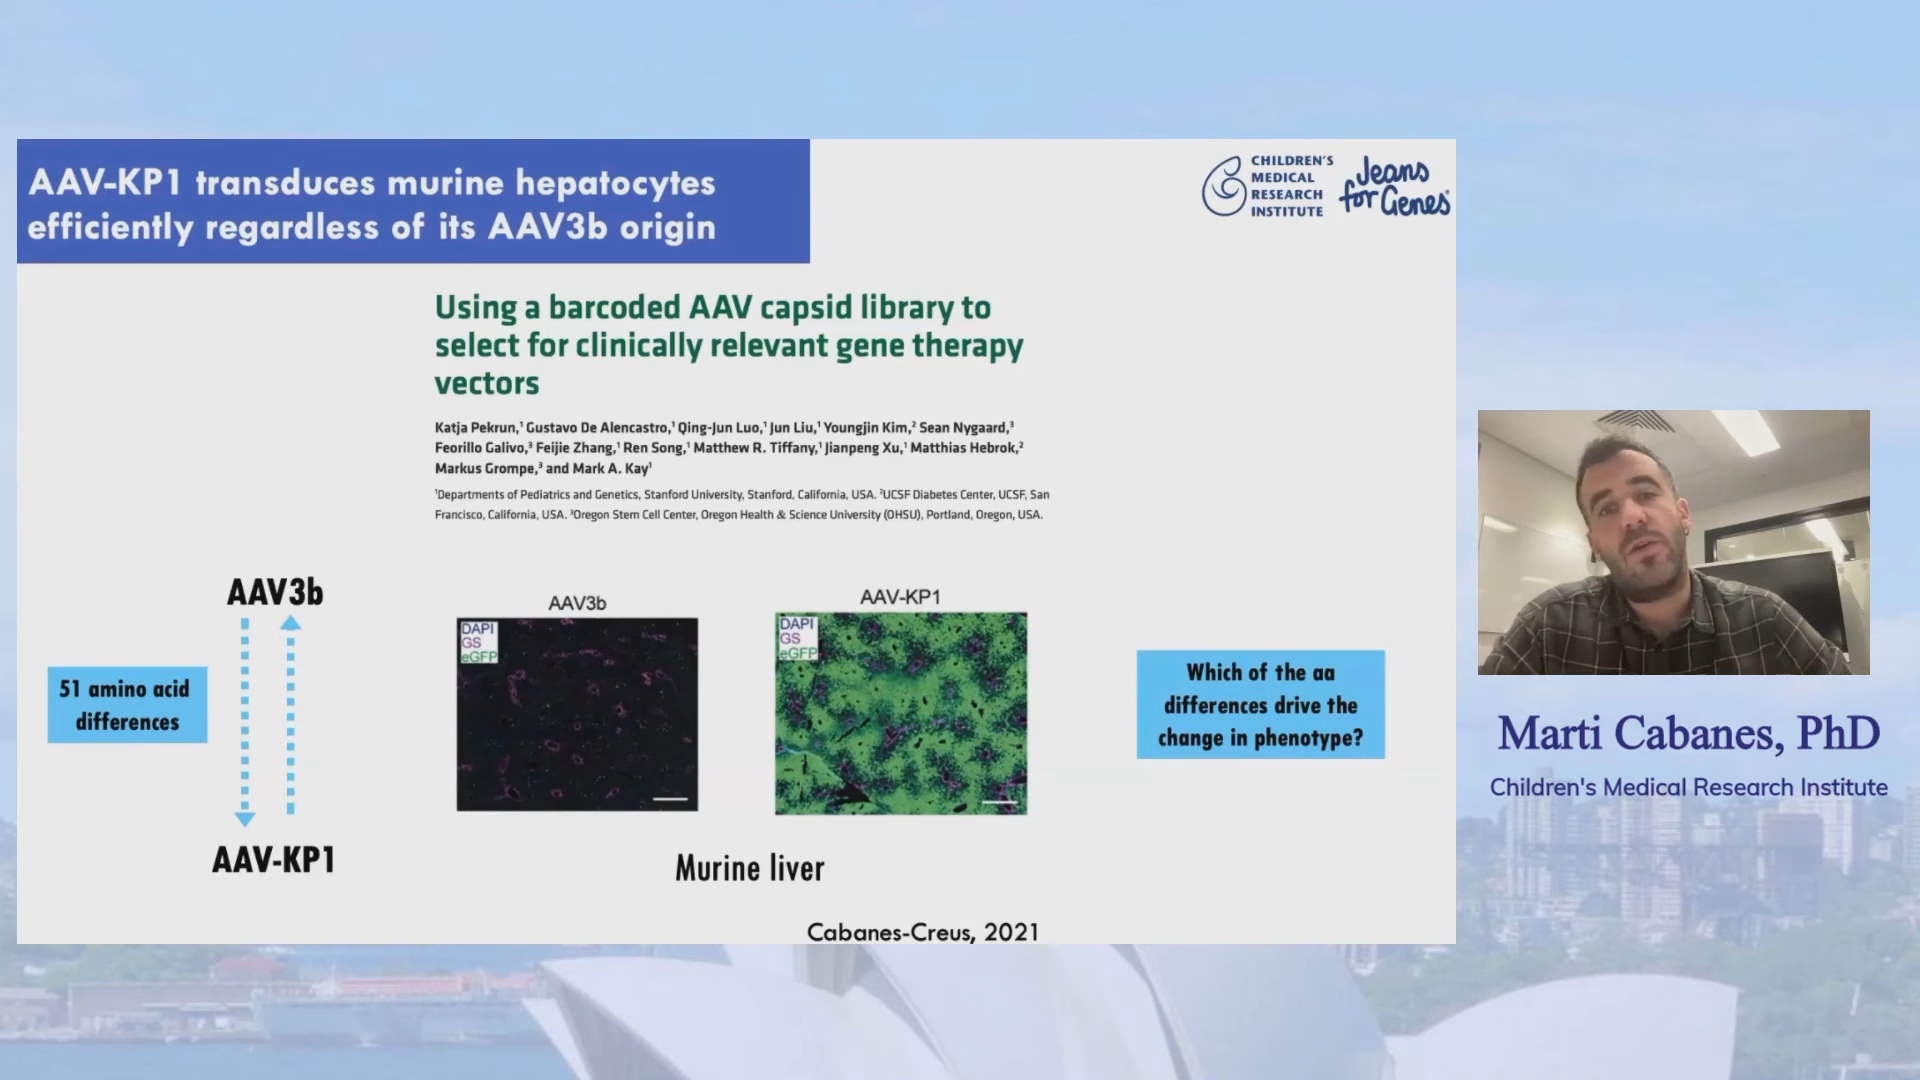 AAV-KP1 transduces murine hepatocytes
efficiently regardless of its AAV3b origin
CHILDREN'S
MEDICAL
RESEARCH
INSTITUTE
Jeans
for Genes®
Using a barcoded AAV capsid library to
select for clinically relevant gene therapy
vectors
Katja Pekrun,¹ Gustavo De Alencastro,¹ Qing-Jun Luo,¹ Jun Liu,¹ Youngjin Kim,² Sean Nygaard,³
Feorillo Galivo,³ Feijie Zhang,¹ Ren Song,¹ Matthew R. Tiffany,¹ Jianpeng Xu,¹ Matthias Hebrok,²
Markus Grompe,³ and Mark A. Kay¹
¹Departments of Pediatrics and Genetics, Stanford University, Stanford, California, USA. ²UCSF Diabetes Center, UCSF, San
Francisco, California, USA. ³Oregon Stem Cell Center, Oregon Health & Science University (OHSU), Portland, Oregon, USA.
AAV3b
51 amino acid
differences
AAV-KP1
AAV3b
DAPI
GS
eGFP
AAV-KP1
DAPI
GS
eGFP
Murine liver
Which of the aa
differences drive the
change in phenotype?
Cabanes-Creus, 2021
Marti Cabanes, PhD
Children's Medical Research Institute